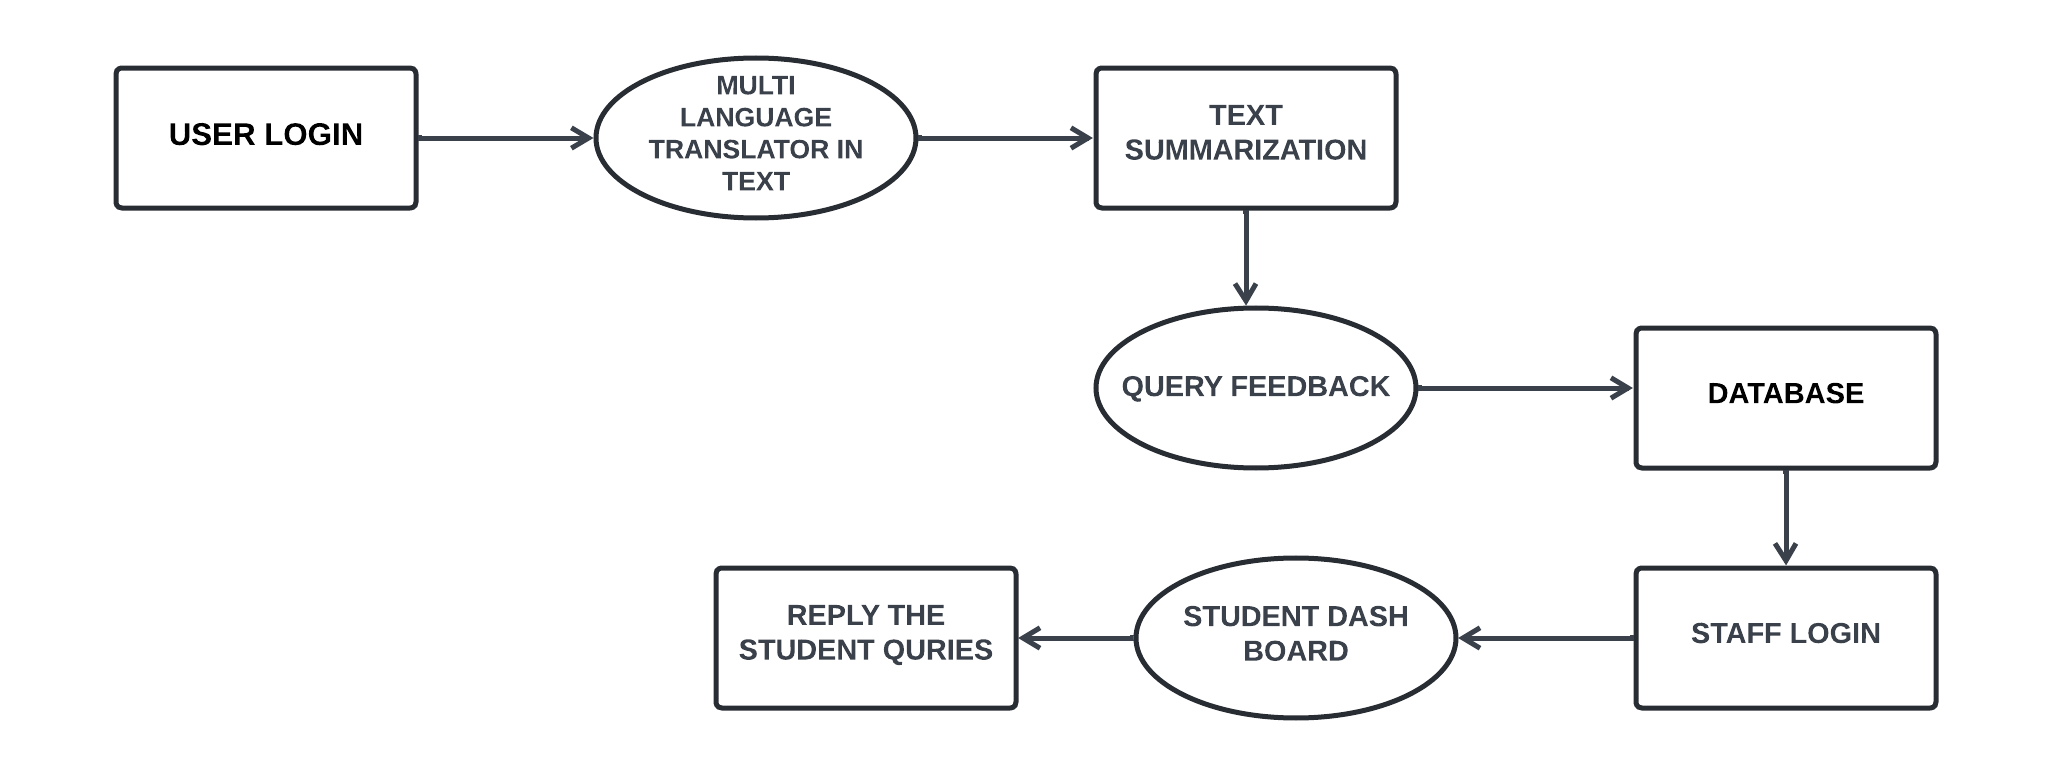 USER LOGIN
MULTI
LANGUAGE
TRANSLATOR IN
TEXT
TEXT
SUMMARIZATION
QUERY FEEDBACK
DATABASE
STAFF LOGIN
STUDENT DASH
BOARD
REPLY THE
STUDENT QURIES